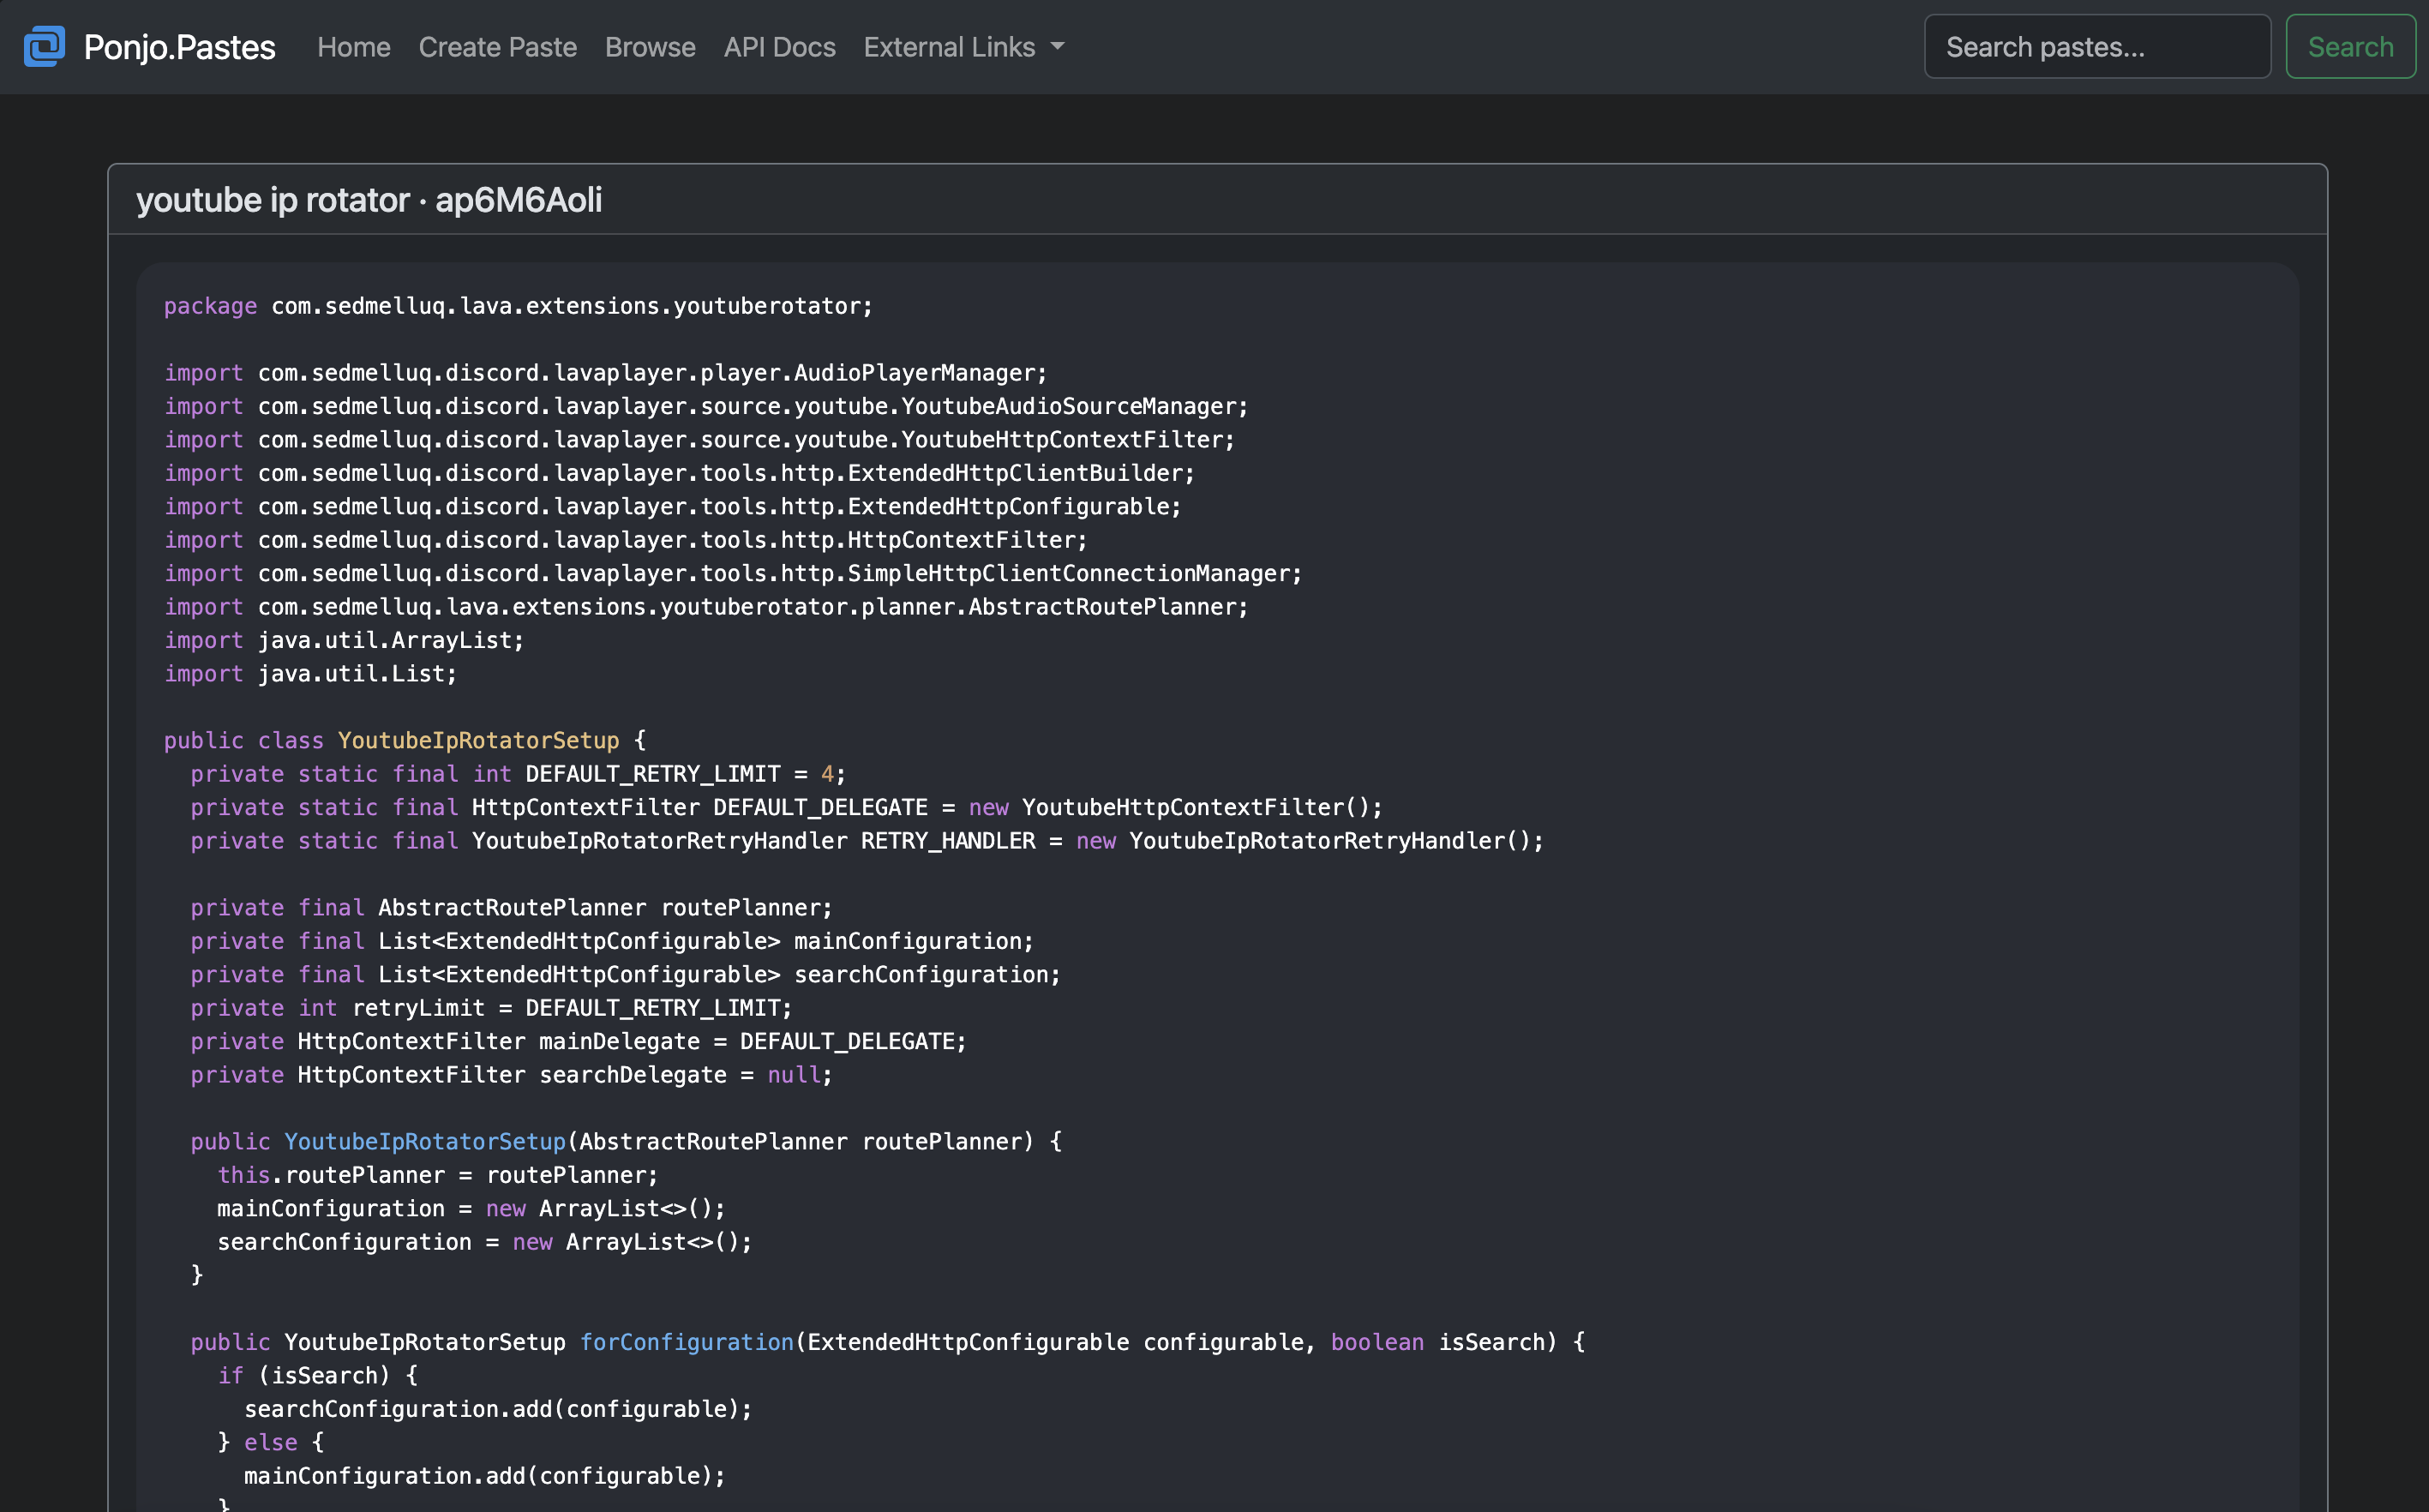 Ponjo.Pastes Home Create Paste Browse API Docs External Links Search pastes... Search
youtube ip rotator · ap6M6Aoli
package com.sedmelluq.lava.extensions.youtuberotator;

import com.sedmelluq.discord.lavaplayer.player.AudioPlayerManager;
import com.sedmelluq.discord.lavaplayer.source.youtube.YoutubeAudioSourceManager;
import com.sedmelluq.discord.lavaplayer.source.youtube.YoutubeHttpContextFilter;
import com.sedmelluq.discord.lavaplayer.tools.http.ExtendedHttpClientBuilder;
import com.sedmelluq.discord.lavaplayer.tools.http.ExtendedHttpConfigurable;
import com.sedmelluq.discord.lavaplayer.tools.http.HttpContextFilter;
import com.sedmelluq.discord.lavaplayer.tools.http.SimpleHttpClientConnectionManager;
import com.sedmelluq.lava.extensions.youtuberotator.planner.AbstractRoutePlanner;
import java.util.ArrayList;
import java.util.List;

public class YoutubeIpRotatorSetup {
  private static final int DEFAULT_RETRY_LIMIT = 4;
  private static final HttpContextFilter DEFAULT_DELEGATE = new YoutubeHttpContextFilter();
  private static final YoutubeIpRotatorRetryHandler RETRY_HANDLER = new YoutubeIpRotatorRetryHandler();

  private final AbstractRoutePlanner routePlanner;
  private final List<ExtendedHttpConfigurable> mainConfiguration;
  private final List<ExtendedHttpConfigurable> searchConfiguration;
  private int retryLimit = DEFAULT_RETRY_LIMIT;
  private HttpContextFilter mainDelegate = DEFAULT_DELEGATE;
  private HttpContextFilter searchDelegate = null;

  public YoutubeIpRotatorSetup(AbstractRoutePlanner routePlanner) {
    this.routePlanner = routePlanner;
    mainConfiguration = new ArrayList<>();
    searchConfiguration = new ArrayList<>();
  }

  public YoutubeIpRotatorSetup forConfiguration(ExtendedHttpConfigurable configurable, boolean isSearch) {
    if (isSearch) {
      searchConfiguration.add(configurable);
    } else {
      mainConfiguration.add(configurable);
    }